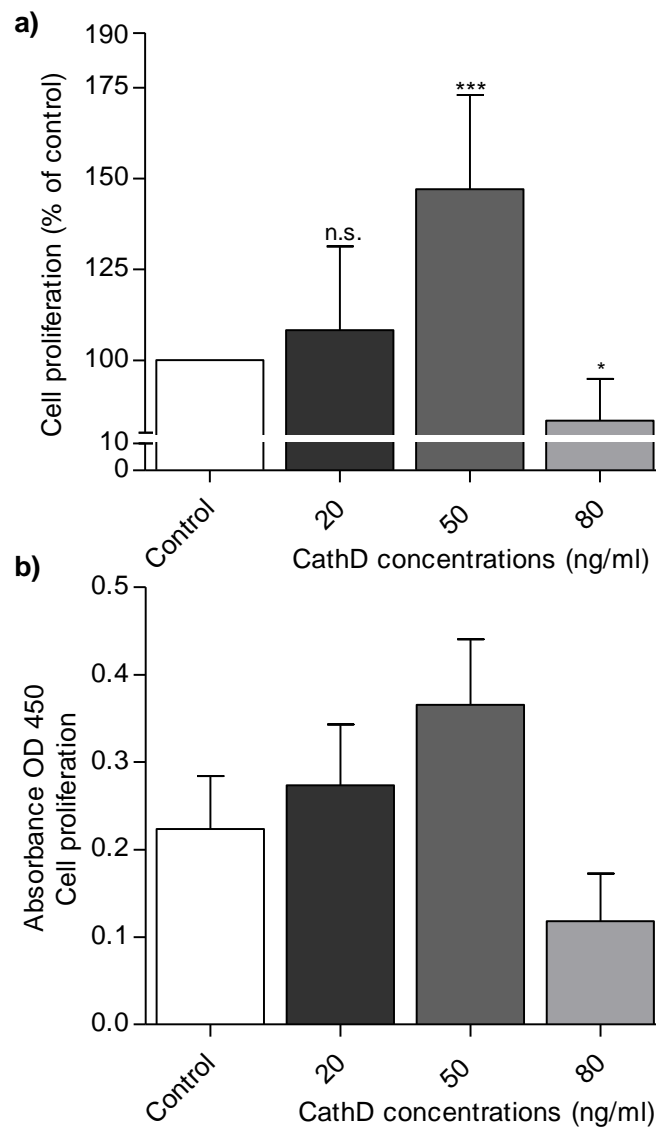 a)
Cell proliferation (% of control)
190
175
150
125
100
10
0
n.s.
***
*
Control
20
50
80
CathD concentrations (ng/ml)
b)
Absorbance OD 450
Cell proliferation
0.5
0.4
0.3
0.2
0.1
0.0
Control
20
50
80
CathD concentrations (ng/ml)